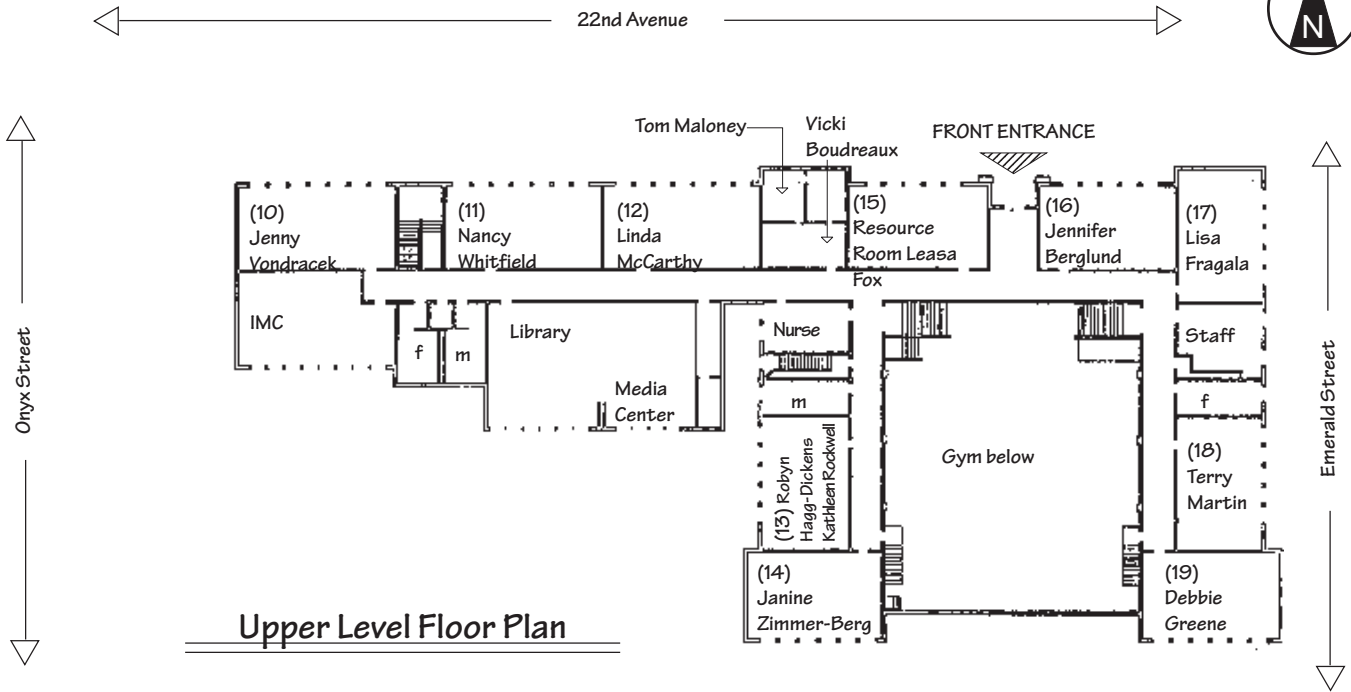 22nd Avenue
N
Tom Maloney
Vicki
Boudreaux
FRONT ENTRANCE
(10)
Jenny
Vondracek
(11)
Nancy
Whitfield
(12)
Linda
McCarthy
(15)
Resource
Room Leasa
Fox
(16)
Jennifer
Berglund
(17)
Lisa
Fragala
IMC
f
m
Library
Media
Center
Nurse
m
Staff
f
Gym below
(13) Robyn
Hagg-Dickens
Kathleen Rockwell
(18)
Terry
Martin
(14)
Janine
Zimmer-Berg
(19)
Debbie
Greene
Onyx Street
Emerald Street
Upper Level Floor Plan